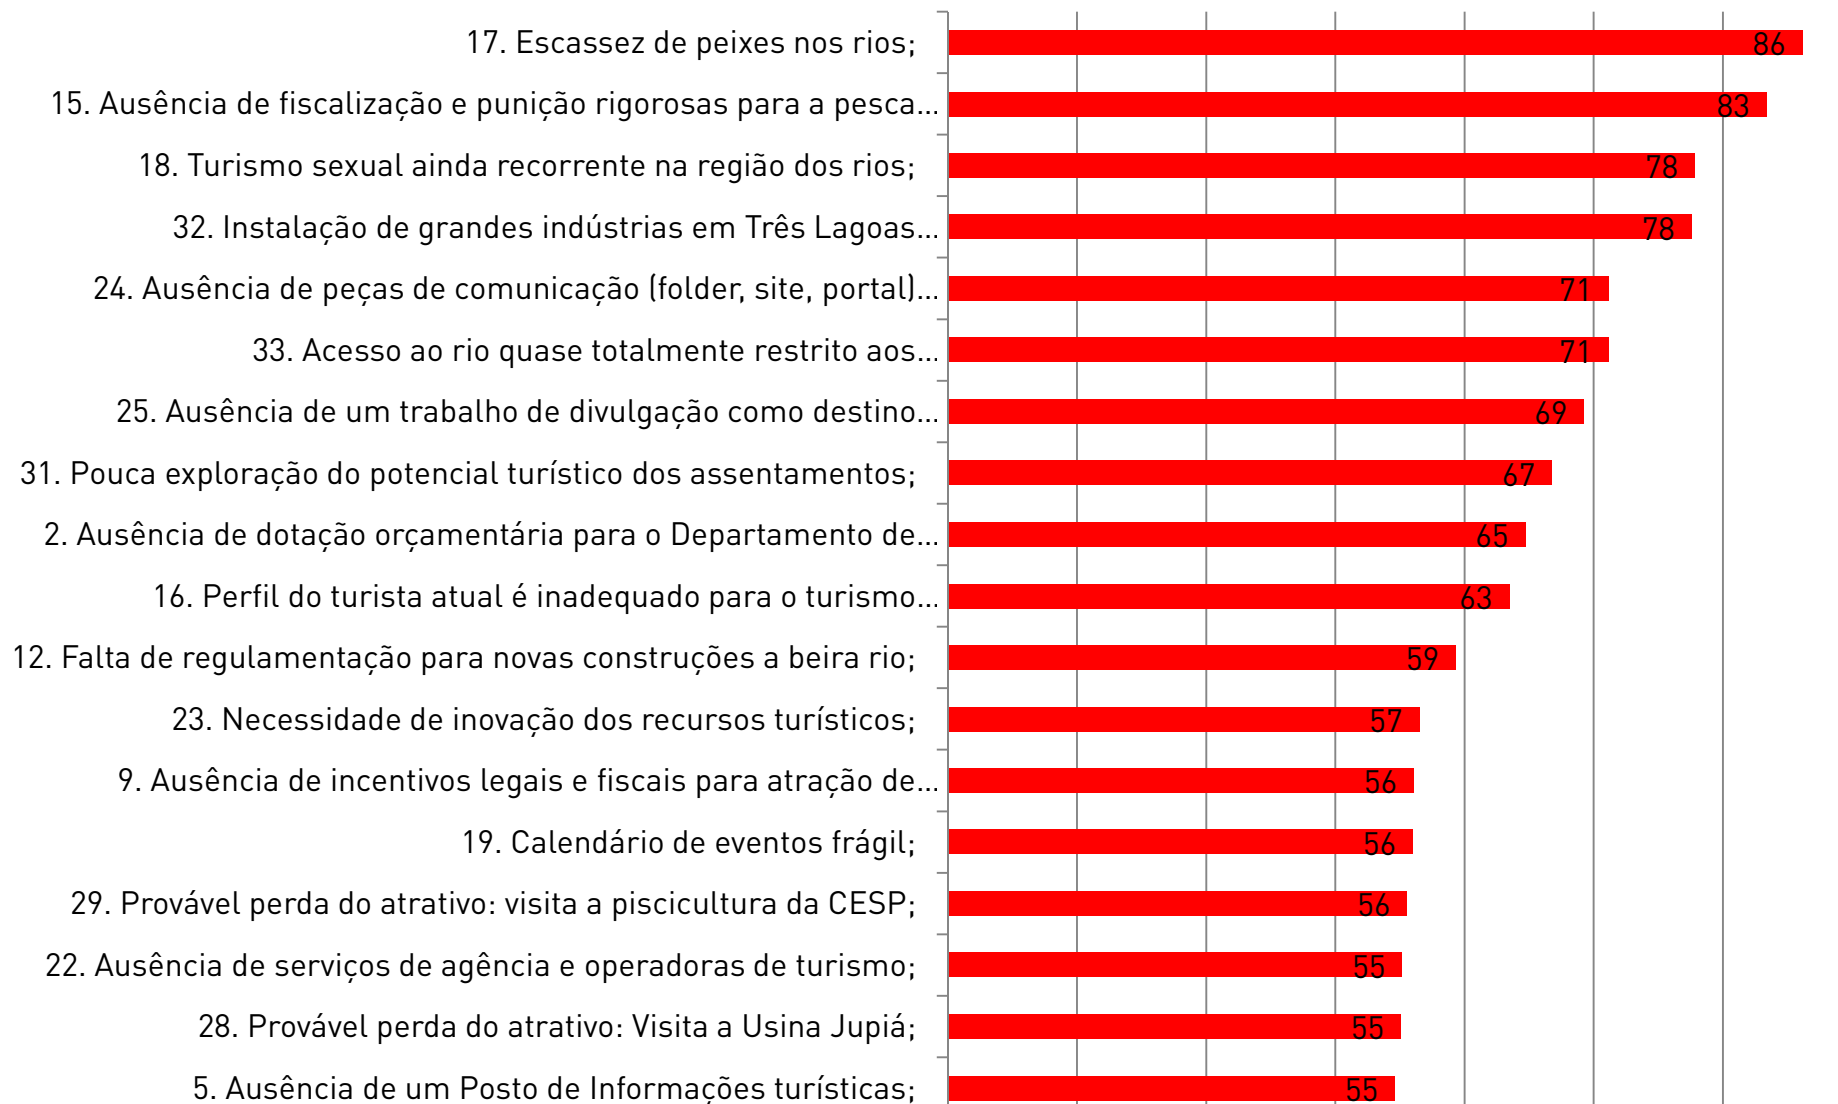 17. Escassez de peixes nos rios; 86
15. Ausência de fiscalização e punição rigorosas para a pesca... 83
18. Turismo sexual ainda recorrente na região dos rios; 78
32. Instalação de grandes indústrias em Três Lagoas... 78
24. Ausência de peças de comunicação (folder, site, portal)... 71
33. Acesso ao rio quase totalmente restrito aos... 71
25. Ausência de um trabalho de divulgação como destino... 69
31. Pouca exploração do potencial turístico dos assentamentos; 67
2. Ausência de dotação orçamentária para o Departamento de... 65
16. Perfil do turista atual é inadequado para o turismo... 63
12. Falta de regulamentação para novas construções a beira rio; 59
23. Necessidade de inovação dos recursos turísticos; 57
9. Ausência de incentivos legais e fiscais para atração de... 56
19. Calendário de eventos frágil; 56
29. Provável perda do atrativo: visita a piscicultura da CESP; 56
22. Ausência de serviços de agência e operadoras de turismo; 55
28. Provável perda do atrativo: Visita a Usina Jupiá; 55
5. Ausência de um Posto de Informações turísticas; 55